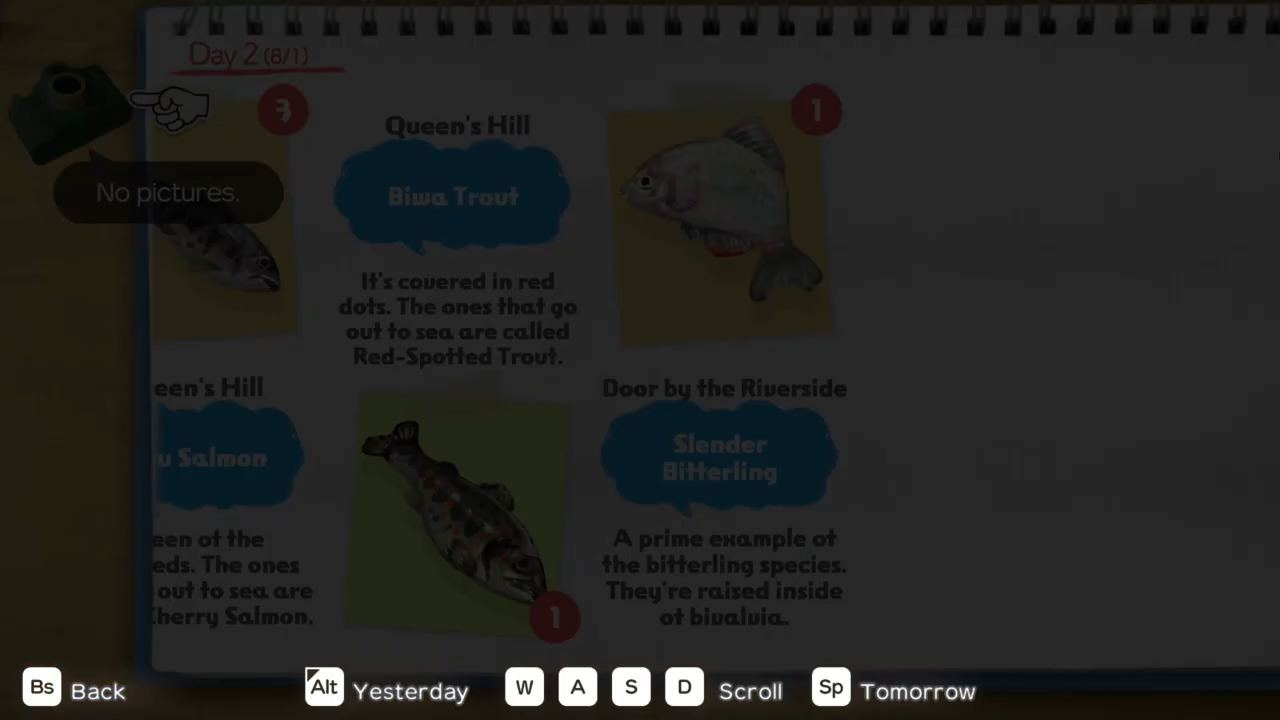 Day 2 (8/1)
No pictures.
3
een's Hill
u Salmon
een of the
eds. The ones
out to sea are
Cherry Salmon.
Queen's Hill
Biwa Trout
It's covered in red
dots. The ones that go
out to sea are called
Red-Spotted Trout.
1
1
Door by the Riverside
Slender
Bitterling
A prime example of
the bitterling species.
They're raised inside
of bivalvia.
Bs Back
Alt Yesterday
W A S D Scroll
Sp Tomorrow